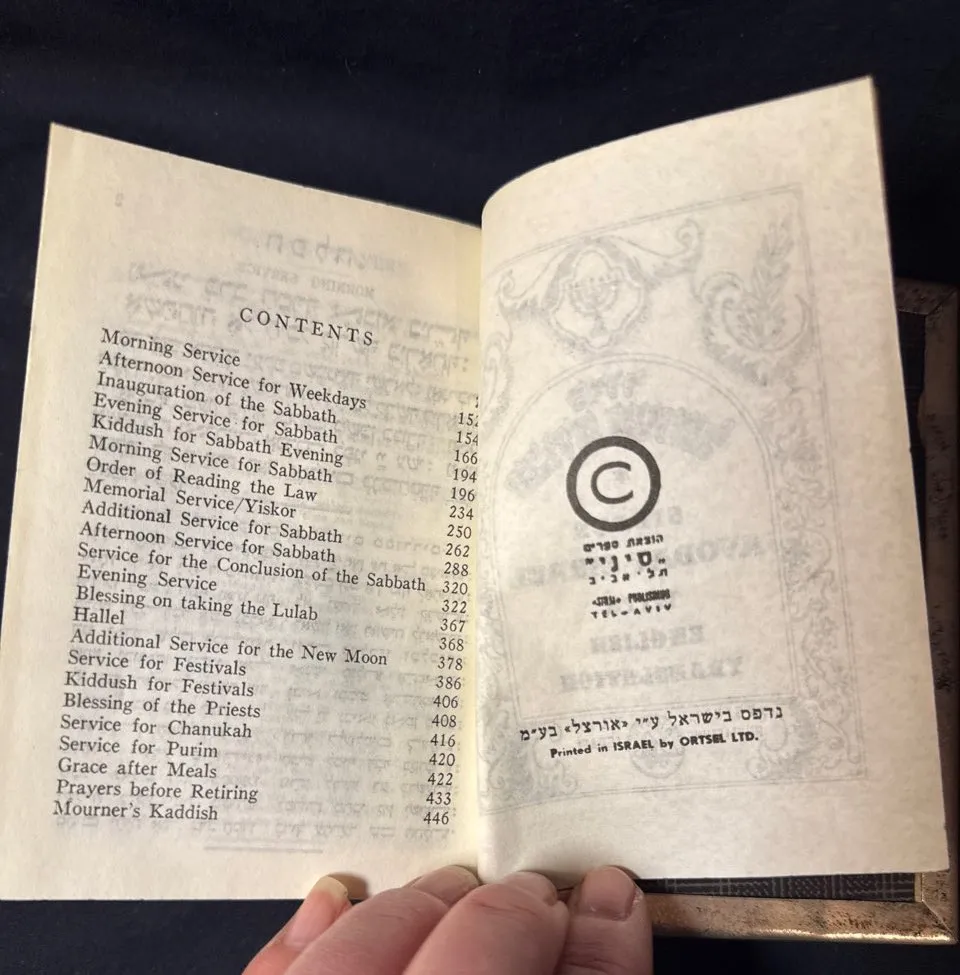 CONTENTS
Morning Service
Afternoon Service for Weekdays 152
Inauguration of the Sabbath 154
Evening Service for Sabbath 166
Kiddush for Sabbath Evening 194
Morning Service for Sabbath 196
Order of Reading the Law 234
Memorial Service/Yiskor 250
Additional Service for Sabbath 262
Afternoon Service for Sabbath 288
Service for the Conclusion of the Sabbath 320
Evening Service 322
Blessing on taking the Lulab 367
Hallel 368
Additional Service for the New Moon 378
Service for Festivals 386
Kiddush for Festivals 406
Blessing of the Priests 408
Service for Chanukah 416
Service for Purim 420
Grace after Meals 422
Prayers before Retiring 433
Mourner's Kaddish 446
©
הוצאת ספרים
"סיני"
תל־אביב
«SINAI» PUBLISHING
TEL-AVIV
נדפס בישראל ע"י «אורצל» בע"מ
Printed in ISRAEL by ORTSEL LTD.